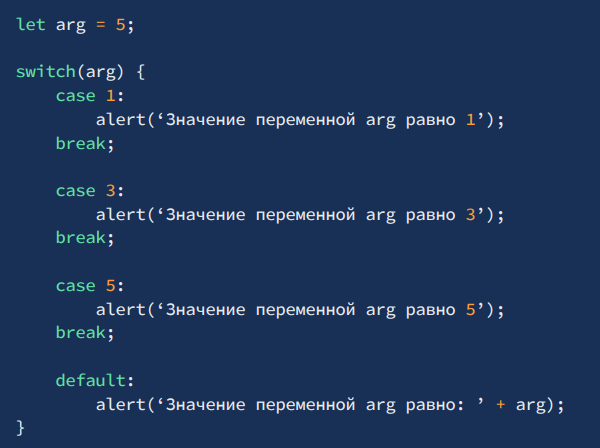 let arg = 5;
switch(arg) {
case 1:
alert(‘Значение переменной arg равно 1’);
break;
case 3:
alert(‘Значение переменной arg равно 3’);
break;
case 5:
alert(‘Значение переменной arg равно 5’);
break;
default:
alert(‘Значение переменной arg равно: ’ + arg);
}